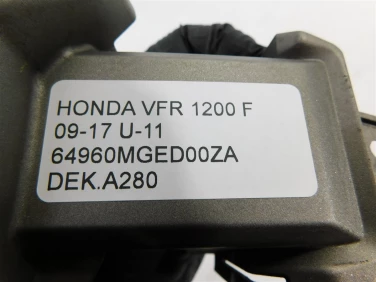 HONDA VFR 1200 F
09-17 U-11
64960MGED00ZA
DEK.A280